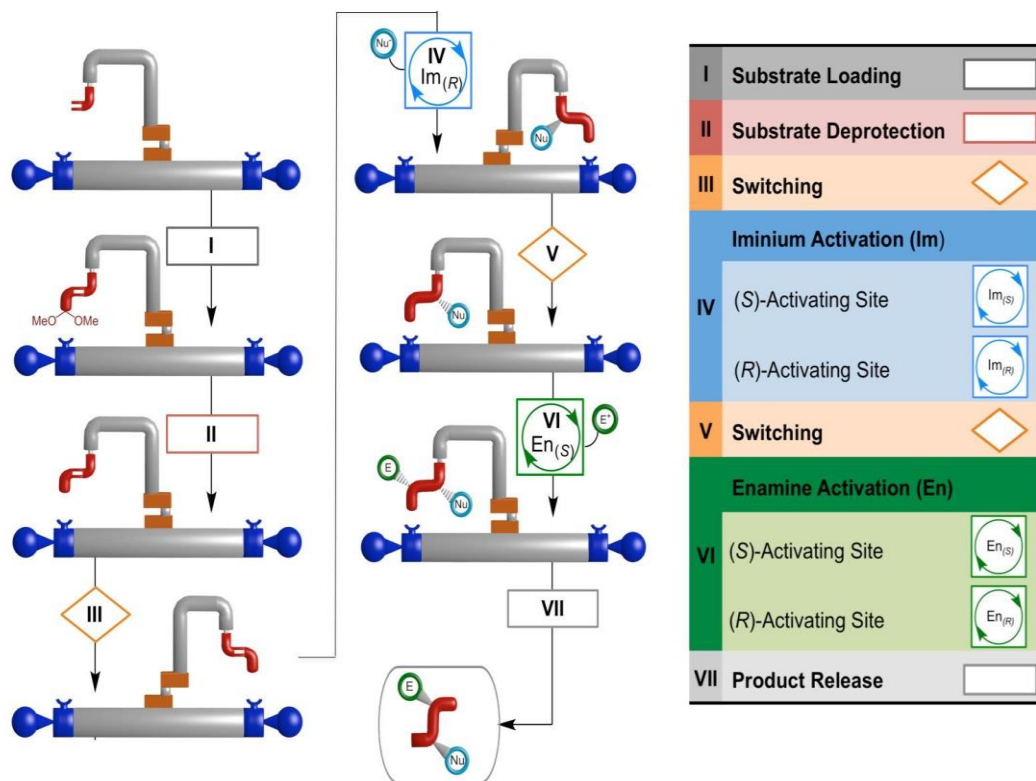 I
MeO OMe
II
III
Nu⁻
IV
Im(R)
Nu
V
Nu
VI
En(S)
E⁺
E
Nu
VII
E
Nu
I Substrate Loading
II Substrate Deprotection
III Switching
Iminium Activation (Im)
IV
(S)-Activating Site Im(S)
(R)-Activating Site Im(R)
V Switching
Enamine Activation (En)
VI
(S)-Activating Site En(S)
(R)-Activating Site En(R)
VII Product Release